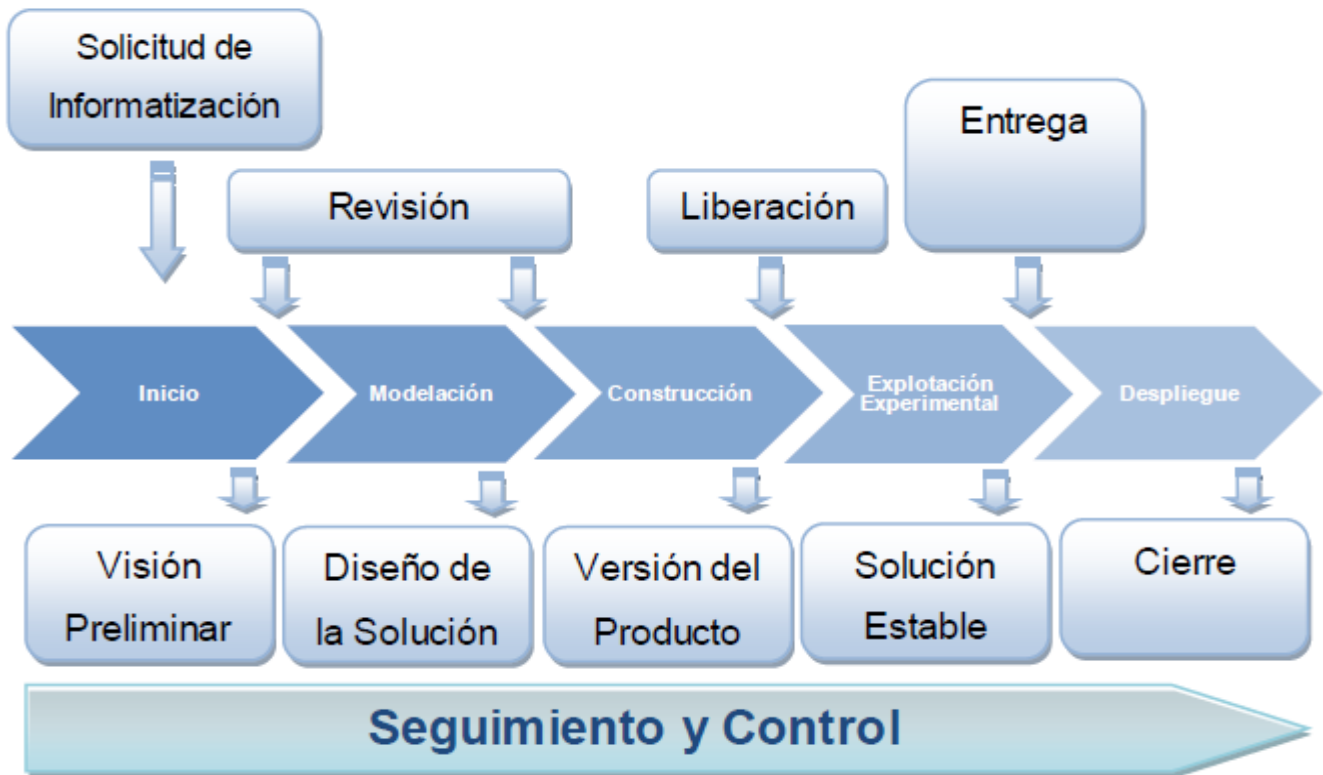 Solicitud de
Informatización
Entrega
Revisión
Liberación
Inicio
Modelación
Construcción
Explotación
Experimental
Despliegue
Visión
Preliminar
Diseño de
la Solución
Versión del
Producto
Solución
Estable
Cierre
Seguimiento y Control